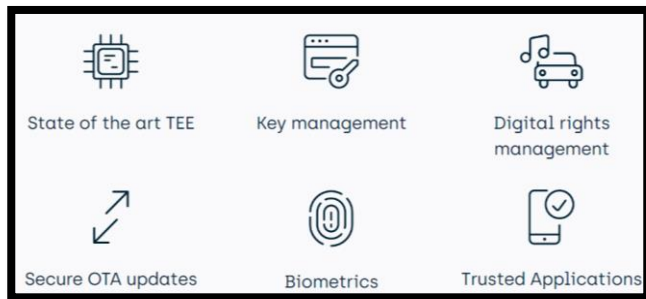 State of the art TEE
Key management
Digital rights
management
Secure OTA updates
Biometrics
Trusted Applications